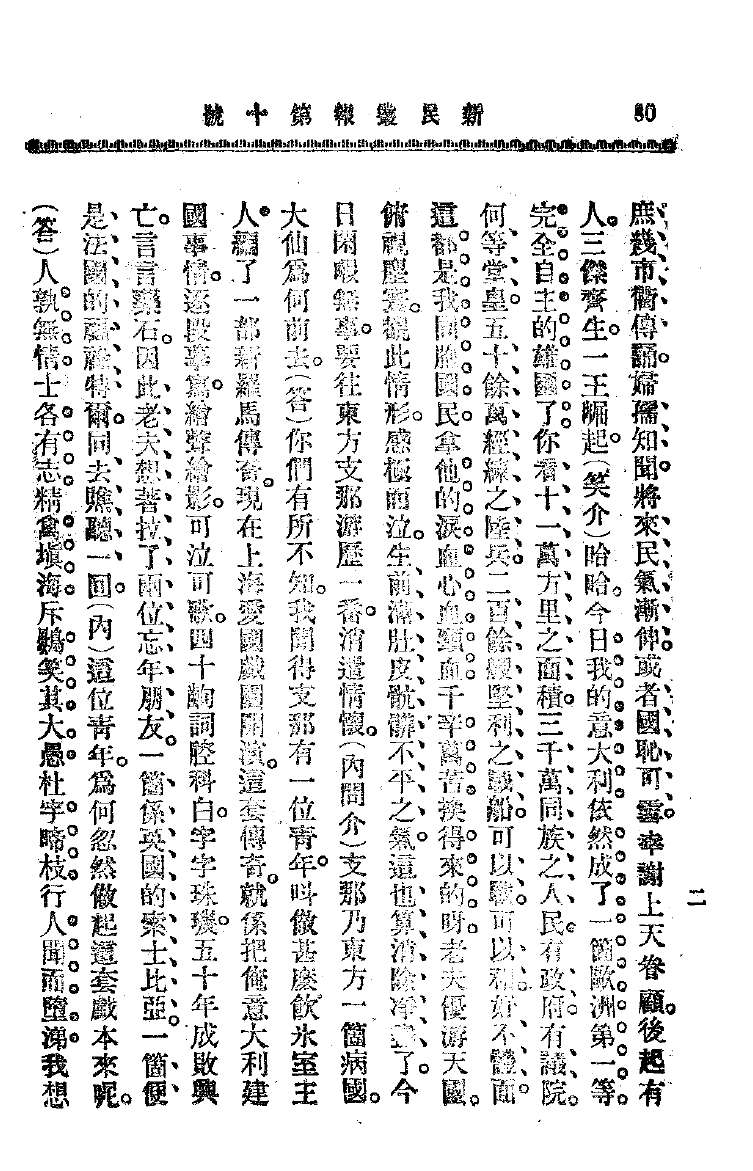 80　新民叢報第十號
二
庶幾市衢傳誦。婦孺知聞。將來民氣漸伸。或者國恥可雪。幸謝上天眷顧。後起有
人。三傑齊生。一王崛起。(笑介)哈哈。今日我的意大利依然成了一箇歐洲第一等。
完全自主的雄國了。你看十一萬方里之面積。三千萬同族之人民。有政府。有議院。
何等堂皇。五十餘萬經練之陸兵。二百餘艘堅利之戰船。可以戰。可以和。好不體面。
這都是我同胞國民拿他的淚血心血頸血千辛萬苦換得來的呀。老夫優游天國。
俯視塵寰。覩此情形。感極而泣。生前滿肚皮骯髒不平之氣。這也算消除淨盡了。今
日閑暇無事。要往東方支那游歷一番。消遣情懷。(內問介)支那乃東方一箇病國。
大仙爲何前去。(答)你們有所不知。我聞得支那有一位青年。叫做甚麽飲氷室主
人。編了一部新羅馬傳奇。現在上海愛國戲園開演。這套傳奇。就係把俺意大利建
國事情。逐段摹寫。繪聲繪影。可泣可歌。四十齣詞腔科白。字字珠璣。五十年成敗興
亡。言言藥石。因此老夫想著拉了兩位忘年朋友。一箇係英國的索士比亞。一箇便
是法國的福祿特爾。同去瞧聽一回。(內)這位青年。爲何忽然做起這套戲本來呢。
(答)人孰無情。士各有志。精禽塡海。斥鷃笑其大愚。杜宇啼枝。行人聞而墮涕。我想